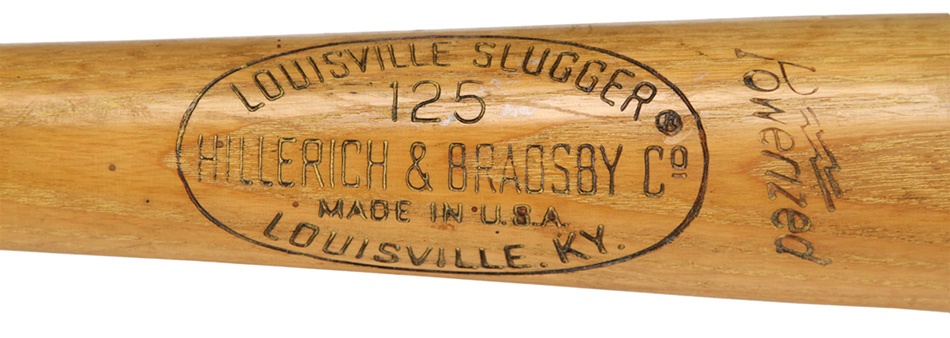 LOUISVILLE SLUGGER ®
125
HILLERICH & BRADSBY Cº
MADE IN U.S.A.
LOUISVILLE. KY.
Powerized